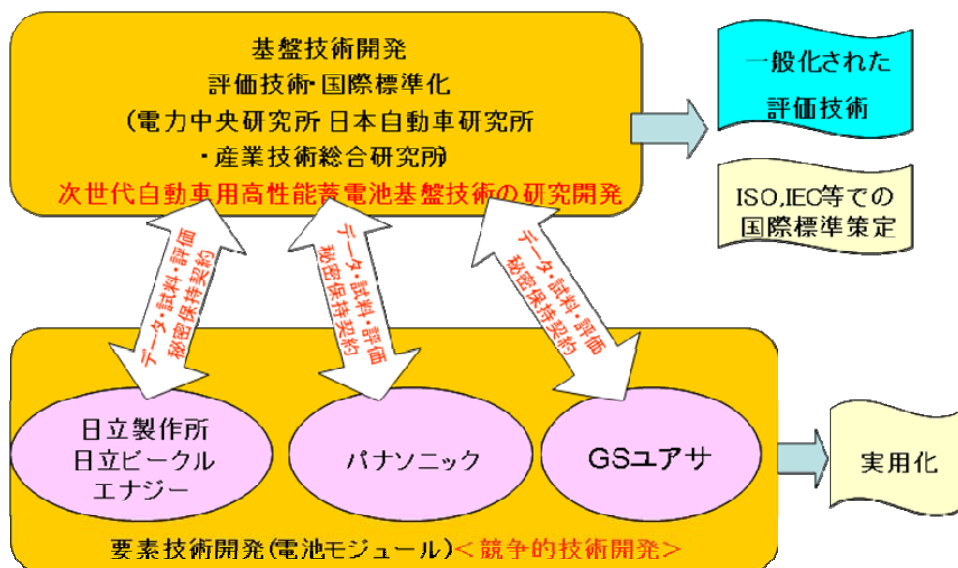 基盤技術開発
評価技術・国際標準化
(電力中央研究所 日本自動車研究所
・産業技術総合研究所)
次世代自動車用高性能蓄電池基盤技術の研究開発
一般化された
評価技術
ISO,IEC等での
国際標準策定
データ・試料・評価
秘密保持契約
データ・試料・評価
秘密保持契約
データ・試料・評価
秘密保持契約
日立製作所
日立ビークル
エナジー
パナソニック
GSユアサ
実用化
要素技術開発(電池モジュール)<競争的技術開発>